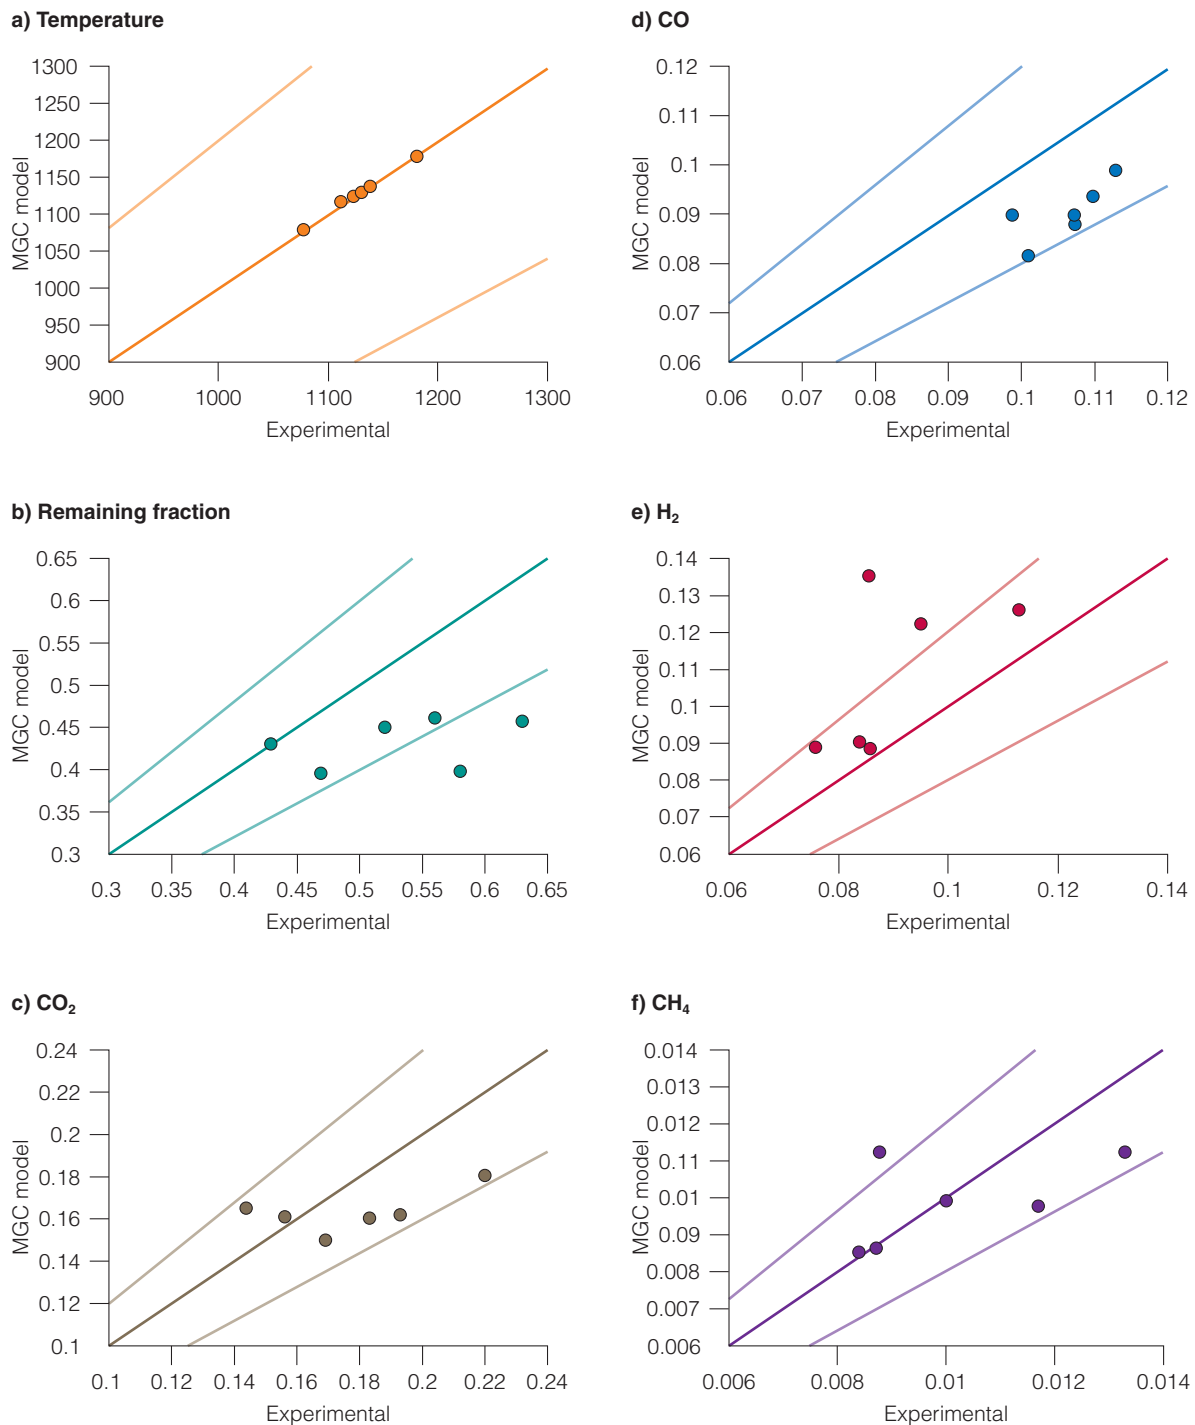 a) Temperature
1300
1250
1200
1150
1100
1050
1000
950
900
MGC model
900 1000 1100 1200 1300
Experimental
b) Remaining fraction
0.65
0.6
0.55
0.5
0.45
0.4
0.35
0.3
MGC model
0.3 0.35 0.4 0.45 0.5 0.55 0.6 0.65
Experimental
c) CO₂
0.24
0.22
0.2
0.18
0.16
0.14
0.12
0.1
MGC model
0.1 0.12 0.14 0.16 0.18 0.2 0.22 0.24
Experimental
d) CO
0.12
0.11
0.1
0.09
0.08
0.07
0.06
MGC model
0.06 0.07 0.08 0.09 0.1 0.11 0.12
Experimental
e) H₂
0.14
0.13
0.12
0.11
0.1
0.09
0.08
0.07
0.06
MGC model
0.06 0.08 0.1 0.12 0.14
Experimental
f) CH₄
0.014
0.013
0.012
0.011
0.01
0.009
0.008
0.007
0.006
MGC model
0.006 0.008 0.01 0.012 0.014
Experimental